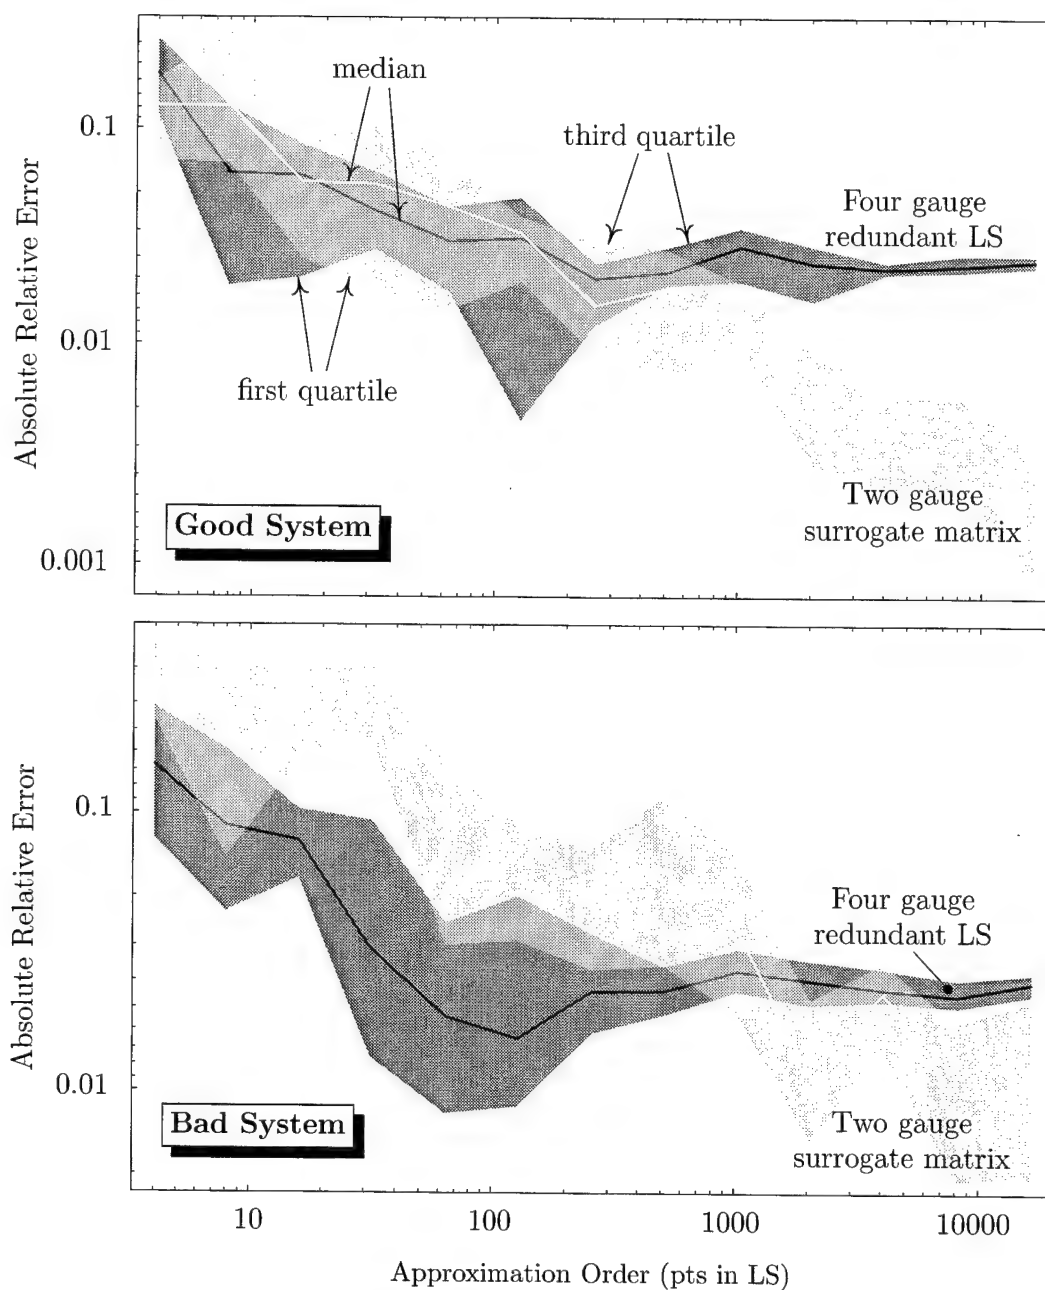 median
0.1
third quartile
Four gauge
redundant LS
Absolute Relative Error
0.01
first quartile
Two gauge
surrogate matrix
Good System
0.001
0.1
Absolute Relative Error
Four gauge
redundant LS
0.01
Bad System
Two gauge
surrogate matrix
10
100
1000
10000
Approximation Order (pts in LS)